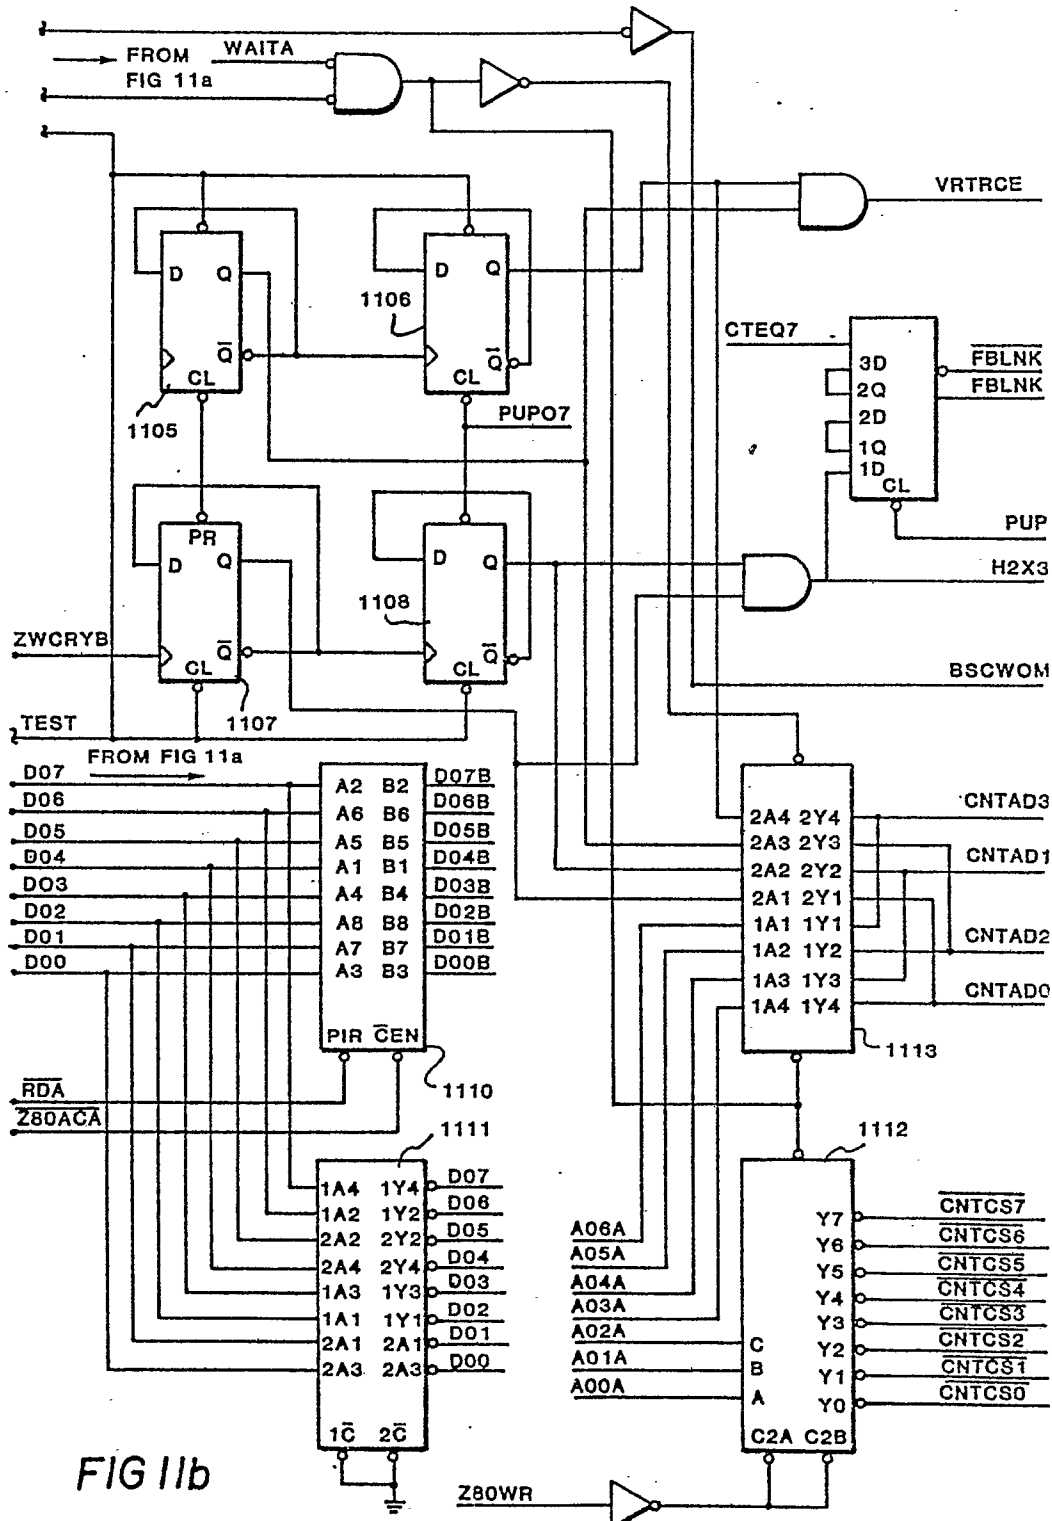 FROM WAITA
FIG 11a
VRTRCE
D Q
D Q
1106
CTEQ7
3D
2Q
2D
1Q
1D
CL
FBLNK
FBLNK
Q
CL
Q
CL
1105
PUPO7
PR
D Q
D Q
PUP
H2X3
1108
ZWCRYB
Q
CL
Q
CL
BSCWOM
TEST
1107
FROM FIG 11a
D07
A2 B2
D07B
D06
A6 B6
D06B
D05
A5 B5
D05B
D04
A1 B1
D04B
DO3
A4 B4
D03B
D02
A8 B8
D02B
D01
A7 B7
D01B
D00
A3 B3
D00B
PIR CEN
RDA
1110
Z80ACA
2A4 2Y4
2A3 2Y3
2A2 2Y2
2A1 2Y1
1A1 1Y1
1A2 1Y2
1A3 1Y3
1A4 1Y4
CNTAD3
CNTAD1
CNTAD2
CNTAD0
1113
1111
1A4 1Y4
D07
1A2 1Y2
D06
2A2 2Y2
D05
2A4 2Y4
D04
1A3 1Y3
D03
1A1 1Y1
D02
2A1 2A1
D01
2A3 2A3
D00
1C 2C
1112
A06A
A05A
A04A
A03A
A02A
C
A01A
B
A00A
A
Y7
CNTCS7
Y6
CNTCS6
Y5
CNTCS5
Y4
CNTCS4
Y3
CNTCS3
Y2
CNTCS2
Y1
CNTCS1
Y0
CNTCS0
C2A C2B
Z80WR
FIG 11b